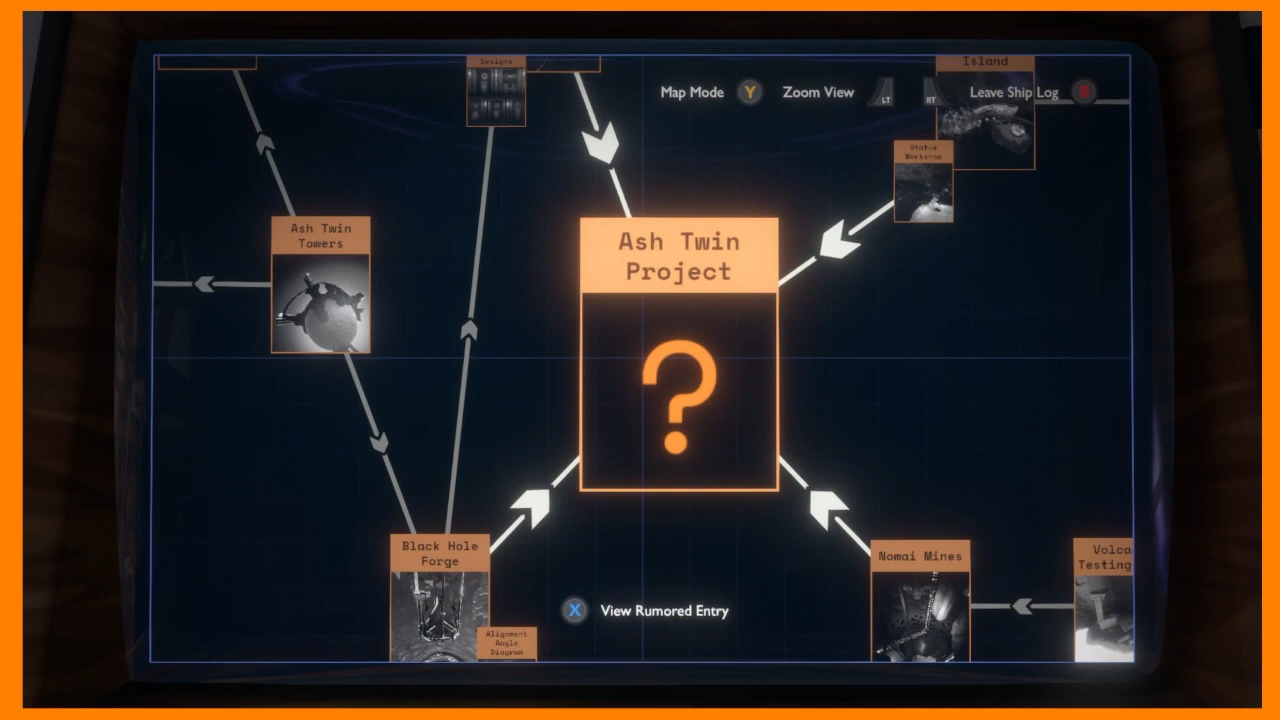 Designs
Island
Map Mode
Y
Zoom View
LT
RT
Leave Ship Log
B
Statue
Workshop
Ash Twin
Towers
Ash Twin
Project
?
Black Hole
Forge
Nomai Mines
Volca
Testing
X
View Rumored Entry
Alignment
Angle
Diagram